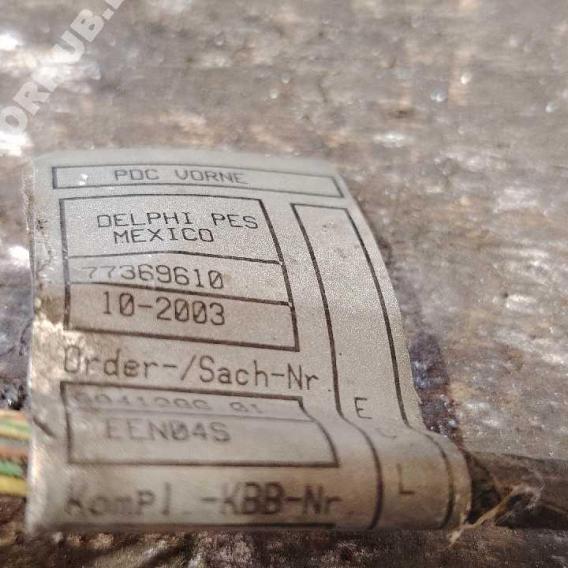 PDC VORNE
DELPHI PES
MEXICO
77369610
10-2003
Order-/Sach-Nr
EEN04S
Kompl.-KBB-Nr
E
L